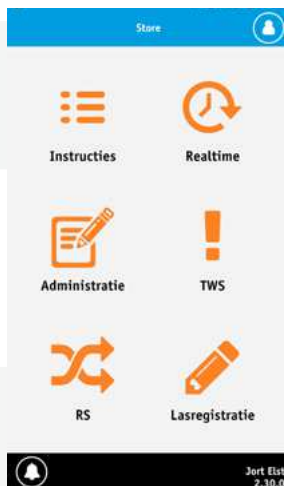 Store
Instructies
Realtime
Administratie
TWS
RS
Lasregistratie
Jort Elst
2.30.0